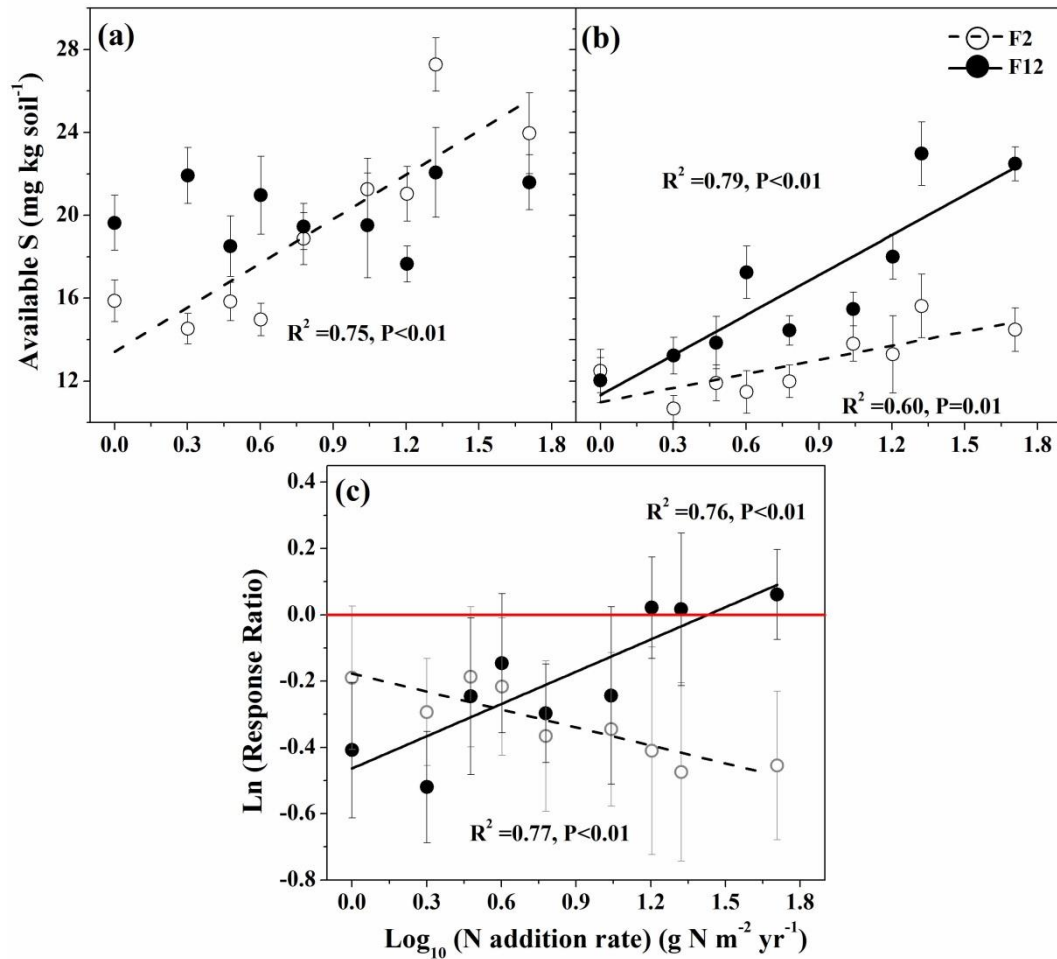 (a)
(b)
F2
F12
28
24
20
16
12
Available S (mg kg soil⁻¹)
R² =0.75, P<0.01
R² =0.79, P<0.01
R² =0.60, P=0.01
0.0 0.3 0.6 0.9 1.2 1.5 1.8
0.0 0.3 0.6 0.9 1.2 1.5 1.8
(c)
0.4
0.2
0.0
-0.2
-0.4
-0.6
-0.8
Ln (Response Ratio)
R² =0.76, P<0.01
R² =0.77, P<0.01
0.0 0.3 0.6 0.9 1.2 1.5 1.8
Log₁₀ (N addition rate) (g N m⁻² yr⁻¹)